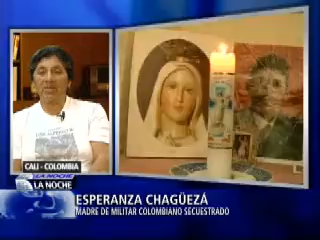 CALI - COLOMBIA
LA NOCHE
LA NOCHE
ESPERANZA CHAGÜEZÁ
MADRE DE MILITAR COLOMBIANO SECUESTRADO